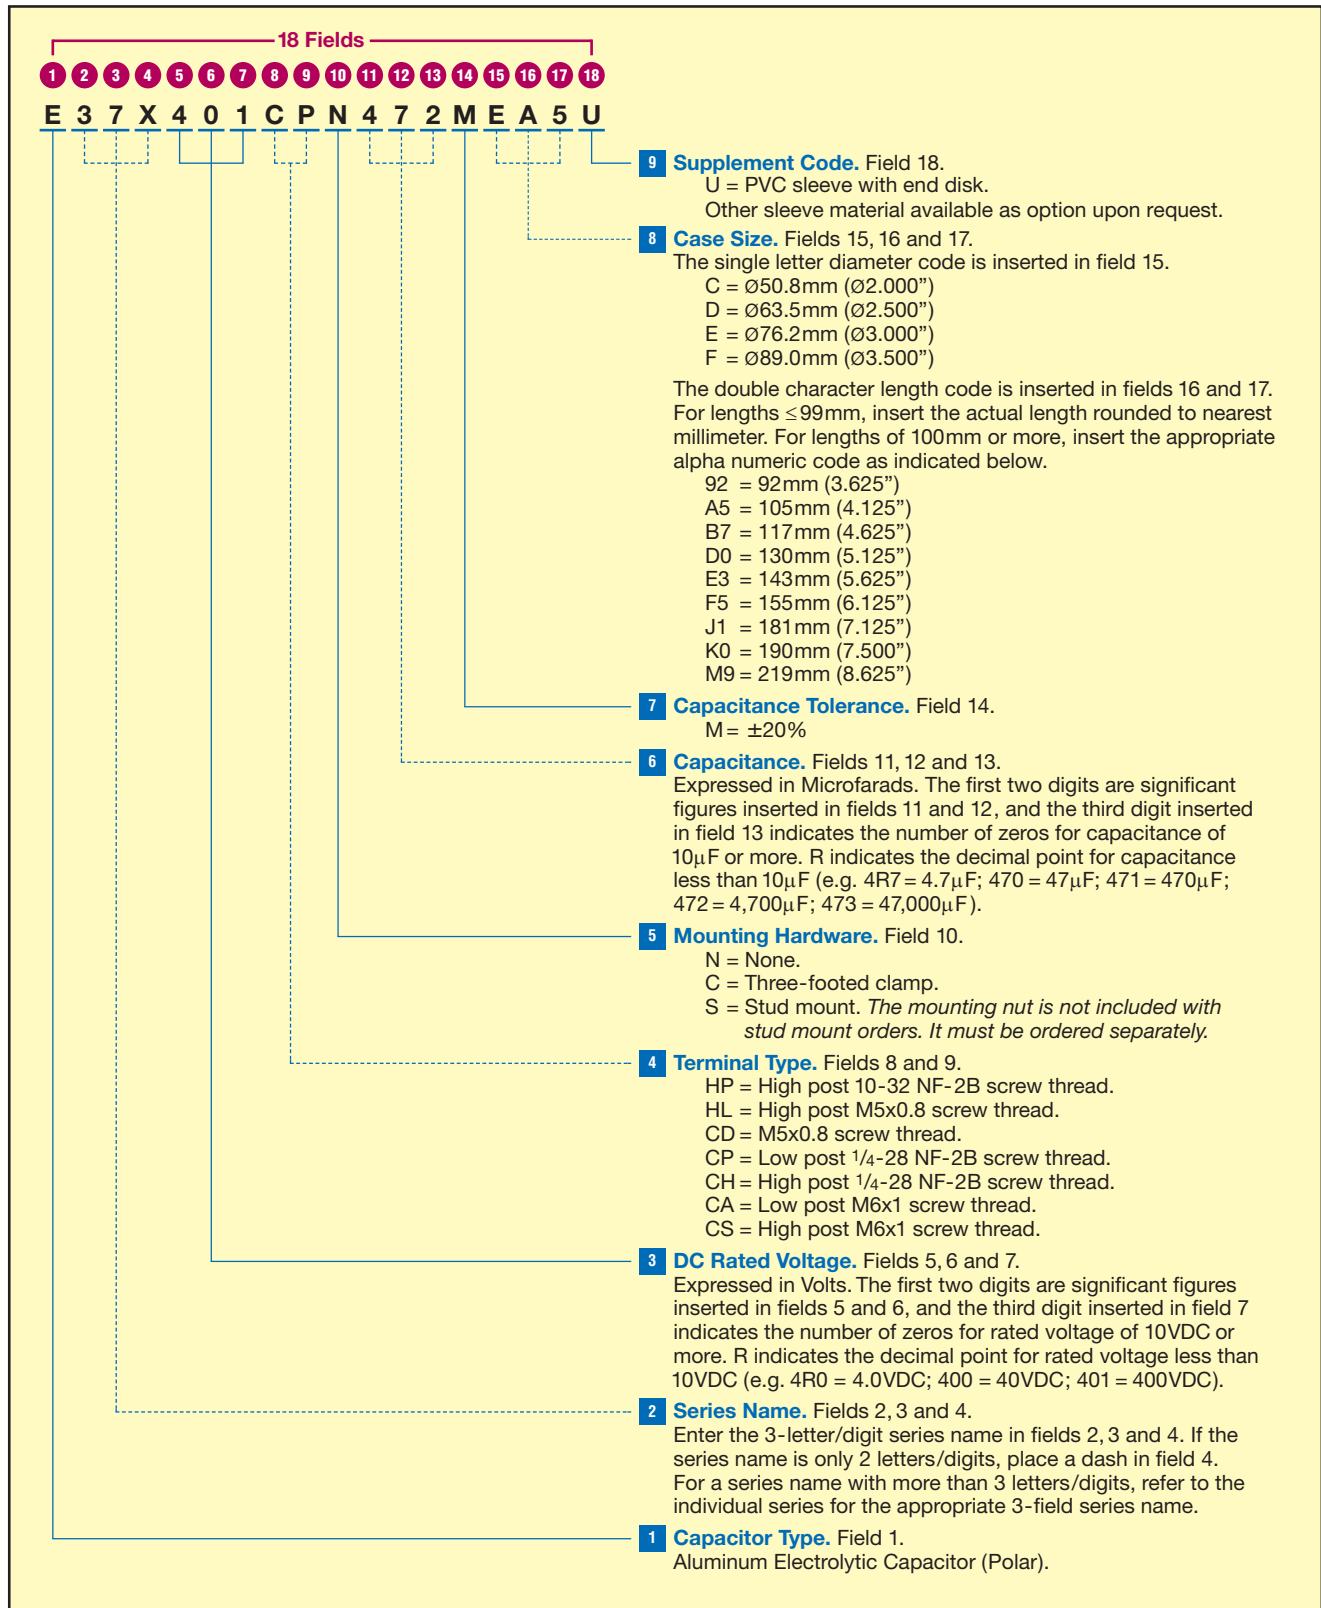 18 Fields
1 2 3 4 5 6 7 8 9 10 11 12 13 14 15 16 17 18
E 3 7 X 4 0 1 C P N 4 7 2 M E A 5 U
9 Supplement Code. Field 18.
U = PVC sleeve with end disk.
Other sleeve material available as option upon request.
8 Case Size. Fields 15, 16 and 17.
The single letter diameter code is inserted in field 15.
C = Ø50.8mm (Ø2.000”)
D = Ø63.5mm (Ø2.500”)
E = Ø76.2mm (Ø3.000”)
F = Ø89.0mm (Ø3.500”)
The double character length code is inserted in fields 16 and 17.
For lengths ≤99mm, insert the actual length rounded to nearest
millimeter. For lengths of 100mm or more, insert the appropriate
alpha numeric code as indicated below.
92 = 92mm (3.625”)
A5 = 105mm (4.125”)
B7 = 117mm (4.625”)
D0 = 130mm (5.125”)
E3 = 143mm (5.625”)
F5 = 155mm (6.125”)
J1 = 181mm (7.125”)
K0 = 190mm (7.500”)
M9 = 219mm (8.625”)
7 Capacitance Tolerance. Field 14.
M = ±20%
6 Capacitance. Fields 11, 12 and 13.
Expressed in Microfarads. The first two digits are significant
figures inserted in fields 11 and 12, and the third digit inserted
in field 13 indicates the number of zeros for capacitance of
10µF or more. R indicates the decimal point for capacitance
less than 10µF (e.g. 4R7 = 4.7µF; 470 = 47µF; 471 = 470µF;
472 = 4,700µF; 473 = 47,000µF).
5 Mounting Hardware. Field 10.
N = None.
C = Three-footed clamp.
S = Stud mount. The mounting nut is not included with
stud mount orders. It must be ordered separately.
4 Terminal Type. Fields 8 and 9.
HP = High post 10-32 NF-2B screw thread.
HL = High post M5x0.8 screw thread.
CD = M5x0.8 screw thread.
CP = Low post 1/4-28 NF-2B screw thread.
CH = High post 1/4-28 NF-2B screw thread.
CA = Low post M6x1 screw thread.
CS = High post M6x1 screw thread.
3 DC Rated Voltage. Fields 5, 6 and 7.
Expressed in Volts. The first two digits are significant figures
inserted in fields 5 and 6, and the third digit inserted in field 7
indicates the number of zeros for rated voltage of 10VDC or
more. R indicates the decimal point for rated voltage less than
10VDC (e.g. 4R0 = 4.0VDC; 400 = 40VDC; 401 = 400VDC).
2 Series Name. Fields 2, 3 and 4.
Enter the 3-letter/digit series name in fields 2, 3 and 4. If the
series name is only 2 letters/digits, place a dash in field 4.
For a series name with more than 3 letters/digits, refer to the
individual series for the appropriate 3-field series name.
1 Capacitor Type. Field 1.
Aluminum Electrolytic Capacitor (Polar).